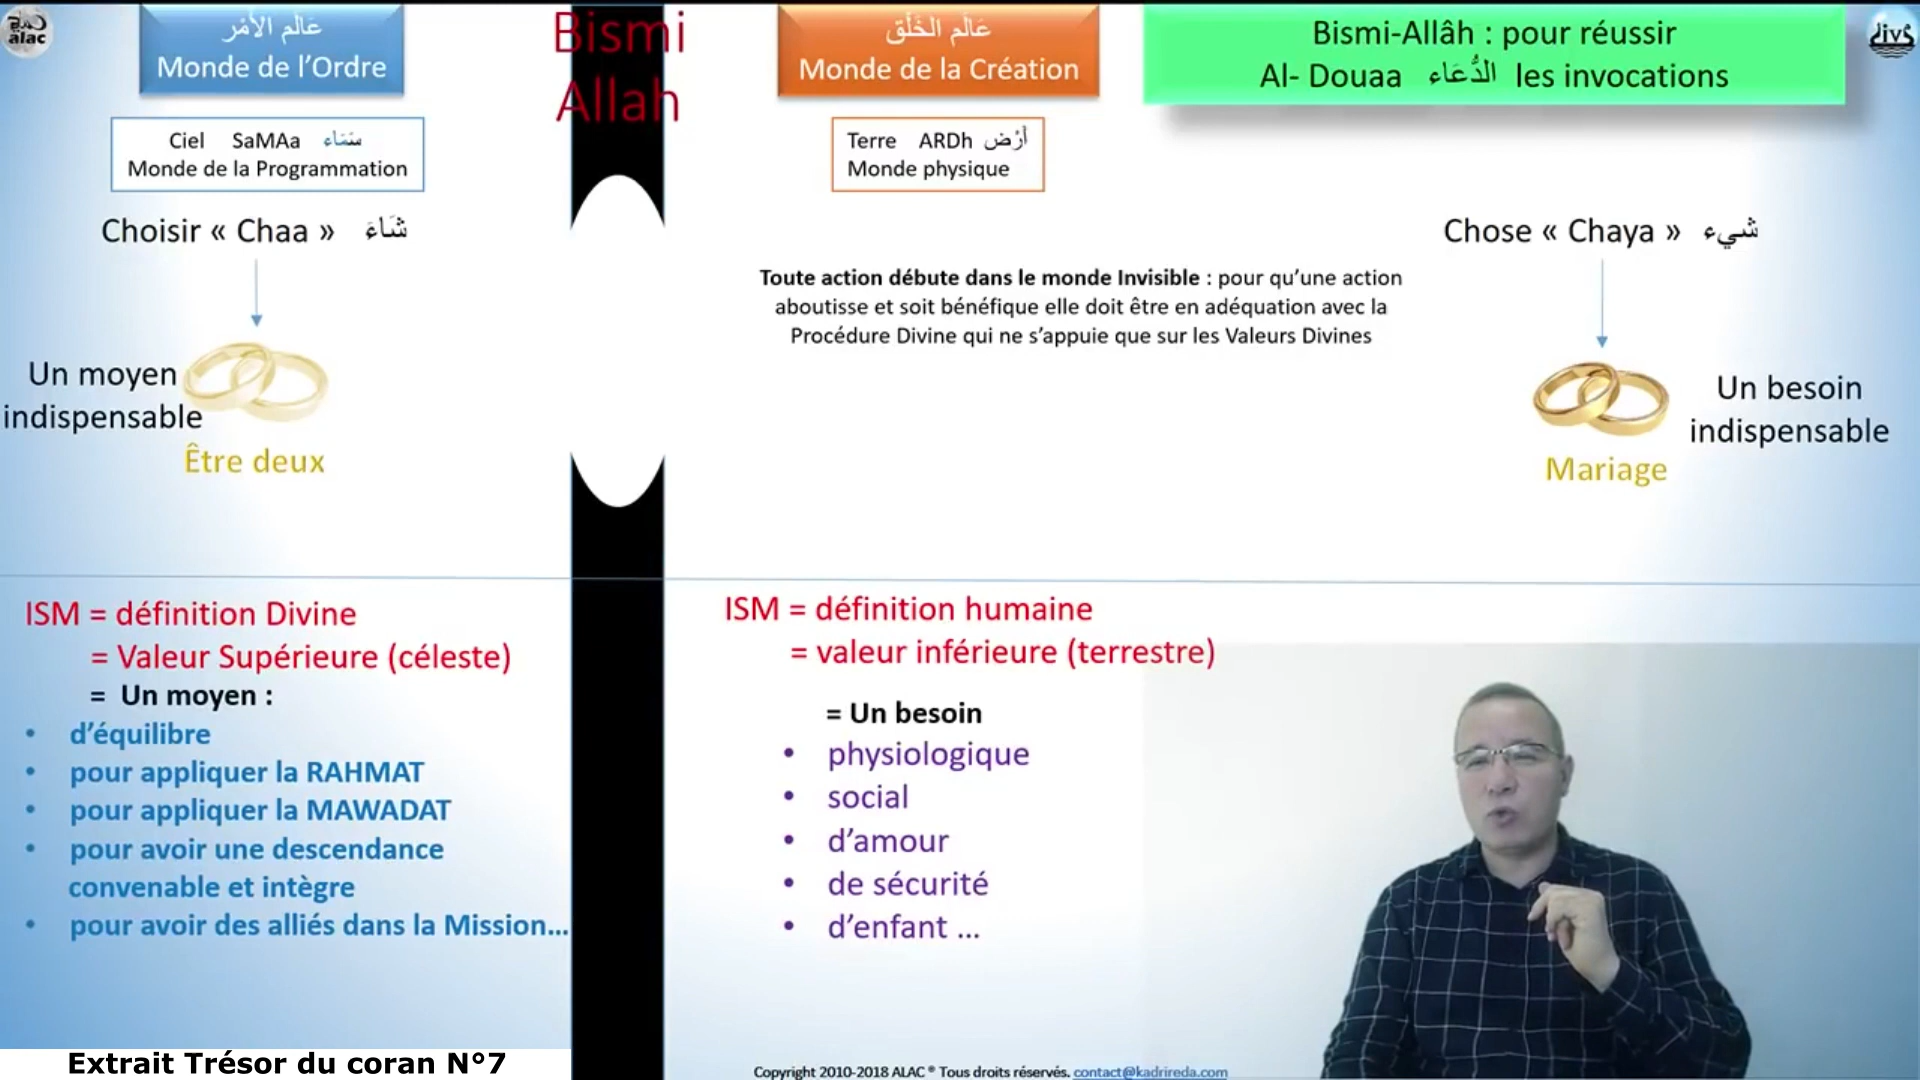 alac
عَالَم الأَمْر
Monde de l’Ordre
Bismi
Allah
عَالَم الخَلْق
Monde de la Création
Bismi-Allâh : pour réussir
Al- Douaa الدُّعَاء les invocations
Ciel SaMAa سَمَاء
Monde de la Programmation
Terre ARDh أَرْض
Monde physique
Choisir « Chaa » شَاءَ
Chose « Chaya » شيء
Toute action débute dans le monde Invisible : pour qu’une action
aboutisse et soit bénéfique elle doit être en adéquation avec la
Procédure Divine qui ne s’appuie que sur les Valeurs Divines
Un moyen
indispensable
Être deux
Un besoin
indispensable
Mariage
ISM = définition Divine
= Valeur Supérieure (céleste)
= Un moyen :
• d’équilibre
• pour appliquer la RAHMAT
• pour appliquer la MAWADAT
• pour avoir une descendance
convenable et intègre
• pour avoir des alliés dans la Mission...
ISM = définition humaine
= valeur inférieure (terrestre)
= Un besoin
• physiologique
• social
• d’amour
• de sécurité
• d’enfant ...
Extrait Trésor du coran N°7
Copyright 2010-2018 ALAC ® Tous droits réservés. contact@kadrireda.com